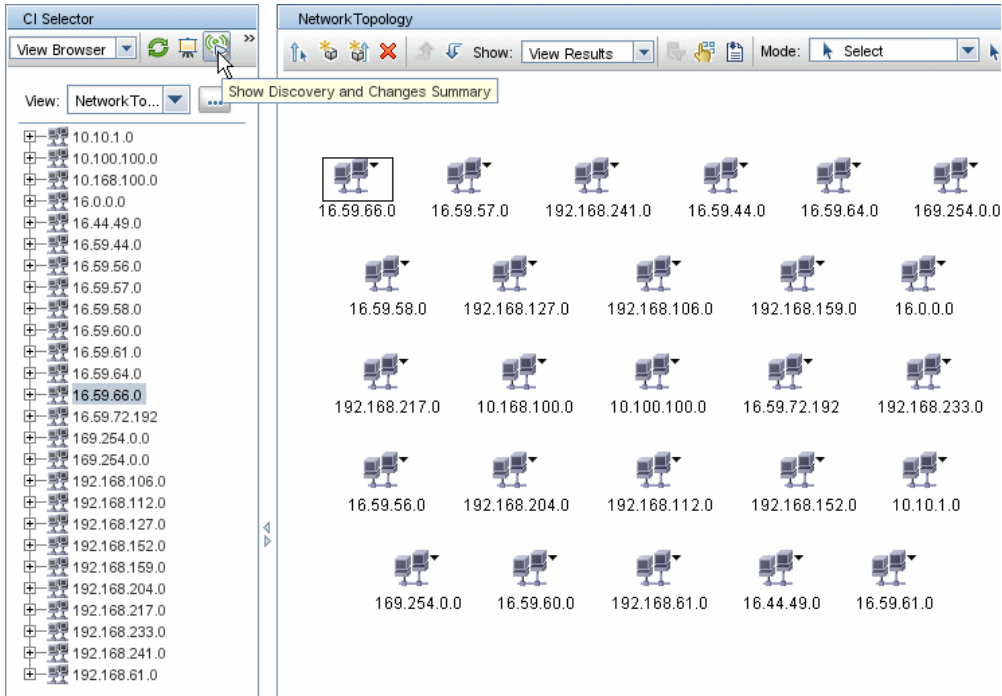 CI Selector
View Browser
»
Show Discovery and Changes Summary
View: NetworkTo... ...
10.10.1.0
10.100.100.0
10.168.100.0
16.0.0.0
16.44.49.0
16.59.44.0
16.59.56.0
16.59.57.0
16.59.58.0
16.59.60.0
16.59.61.0
16.59.64.0
16.59.66.0
16.59.72.192
169.254.0.0
169.254.0.0
192.168.106.0
192.168.112.0
192.168.127.0
192.168.152.0
192.168.159.0
192.168.204.0
192.168.217.0
192.168.233.0
192.168.241.0
192.168.61.0
NetworkTopology
Show: View Results Mode: Select
16.59.66.0 16.59.57.0 192.168.241.0 16.59.44.0 16.59.64.0 169.254.0.0
16.59.58.0 192.168.127.0 192.168.106.0 192.168.159.0 16.0.0.0
192.168.217.0 10.168.100.0 10.100.100.0 16.59.72.192 192.168.233.0
16.59.56.0 192.168.204.0 192.168.112.0 192.168.152.0 10.10.1.0
169.254.0.0 16.59.60.0 192.168.61.0 16.44.49.0 16.59.61.0